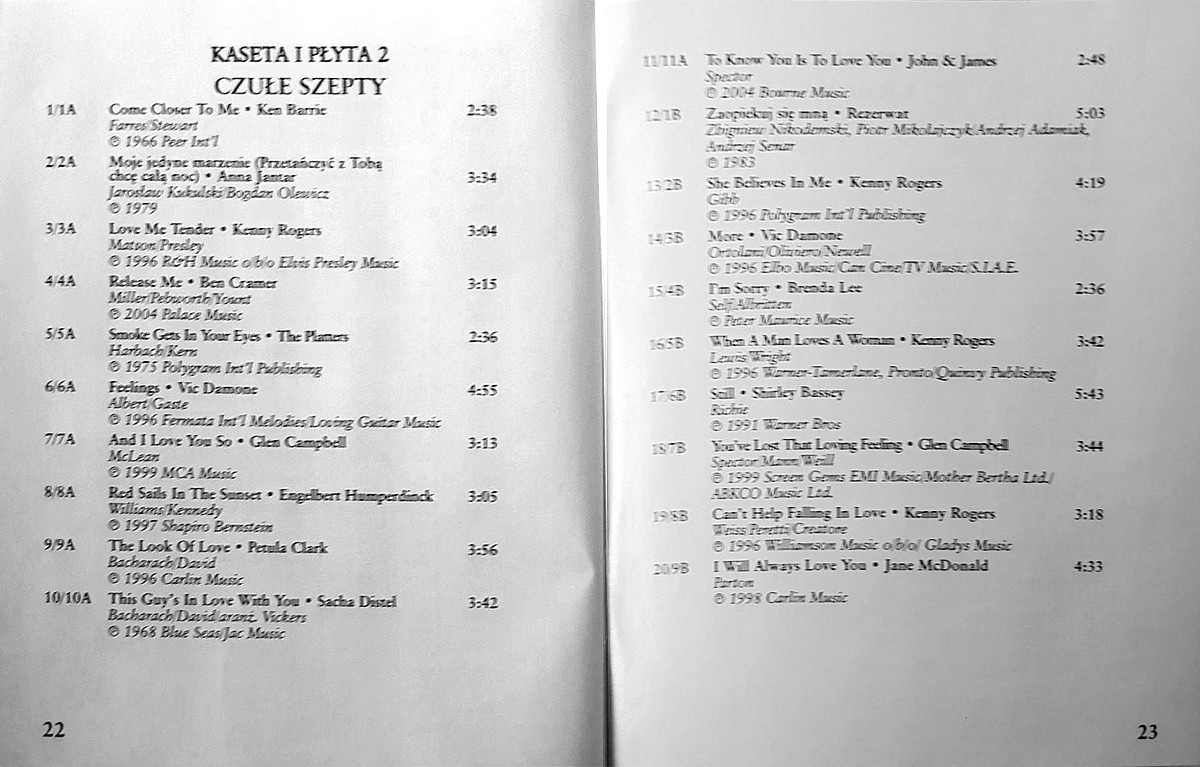 KASETA I PŁYTA 2
CZUŁE SZEPTY
1/1A Come Closer To Me • Ken Barrie 2:38
Farres/Stewart
℗ 1966 Peer Int'l
2/2A Moje jedyne marzenie (Przetańczyć z Tobą
chcę całą noc) • Anna Jantar 3:34
Jarosław Kukulski/Bogdan Olewicz
℗ 1979
3/3A Love Me Tender • Kenny Rogers 3:04
Matson/Presley
℗ 1996 R&H Music o/b/o Elvis Presley Music
4/4A Release Me • Ben Cramer 3:15
Miller/Pebworth/Yount
℗ 2004 Palace Music
5/5A Smoke Gets In Your Eyes • The Platters 2:36
Harbach/Kern
℗ 1975 Polygram Int'l Publishing
6/6A Feelings • Vic Damone 4:55
Albert/Gaste
℗ 1996 Fermata Int'l Melodies/Loving Guitar Music
7/7A And I Love You So • Glen Campbell 3:13
McLean
℗ 1999 MCA Music
8/8A Red Sails In The Sunset • Engelbert Humperdinck 3:05
Williams/Kennedy
℗ 1997 Shapiro Bernstein
9/9A The Look Of Love • Petula Clark 3:56
Bacharach/David
℗ 1996 Carlin Music
10/10A This Guy's In Love With You • Sacha Distel 3:42
Bacharach/David/aranż. Vickers
℗ 1968 Blue Seas/Jac Music
22
11/11A To Know You Is To Love You • John & James 2:48
Spector
℗ 2004 Bourne Music
12/1B Zaopiekuj się mną • Rezerwat 5:03
Zbigniew Nikodemski, Piotr Mikołajczyk/Andrzej Adamiak,
Andrzej Senar
℗ 1983
13/2B She Believes In Me • Kenny Rogers 4:19
Gibb
℗ 1996 Polygram Int'l Publishing
14/3B More • Vic Damone 3:57
Ortolani/Oliviero/Newell
℗ 1996 Elbo Music/Cam Cine/TV Music/S.I.A.E.
15/4B I'm Sorry • Brenda Lee 2:36
Self/Albritten
℗ Peter Maurice Music
16/5B When A Man Loves A Woman • Kenny Rogers 3:42
Lewis/Wright
℗ 1996 Warner-Tamerlane, Pronto/Quinvy Publishing
17/6B Still • Shirley Bassey 5:43
Richie
℗ 1991 Warner Bros
18/7B You've Lost That Loving Feeling • Glen Campbell 3:44
Spector/Mann/Weill
℗ 1999 Screen Gems EMI Music/Mother Bertha Ltd./
ABKCO Music Ltd.
19/8B Can't Help Falling In Love • Kenny Rogers 3:18
Weiss/Peretti/Creatore
℗ 1996 Williamson Music o/b/o/ Gladys Music
20/9B I Will Always Love You • Jane McDonald 4:33
Parton
℗ 1998 Carlin Music
23